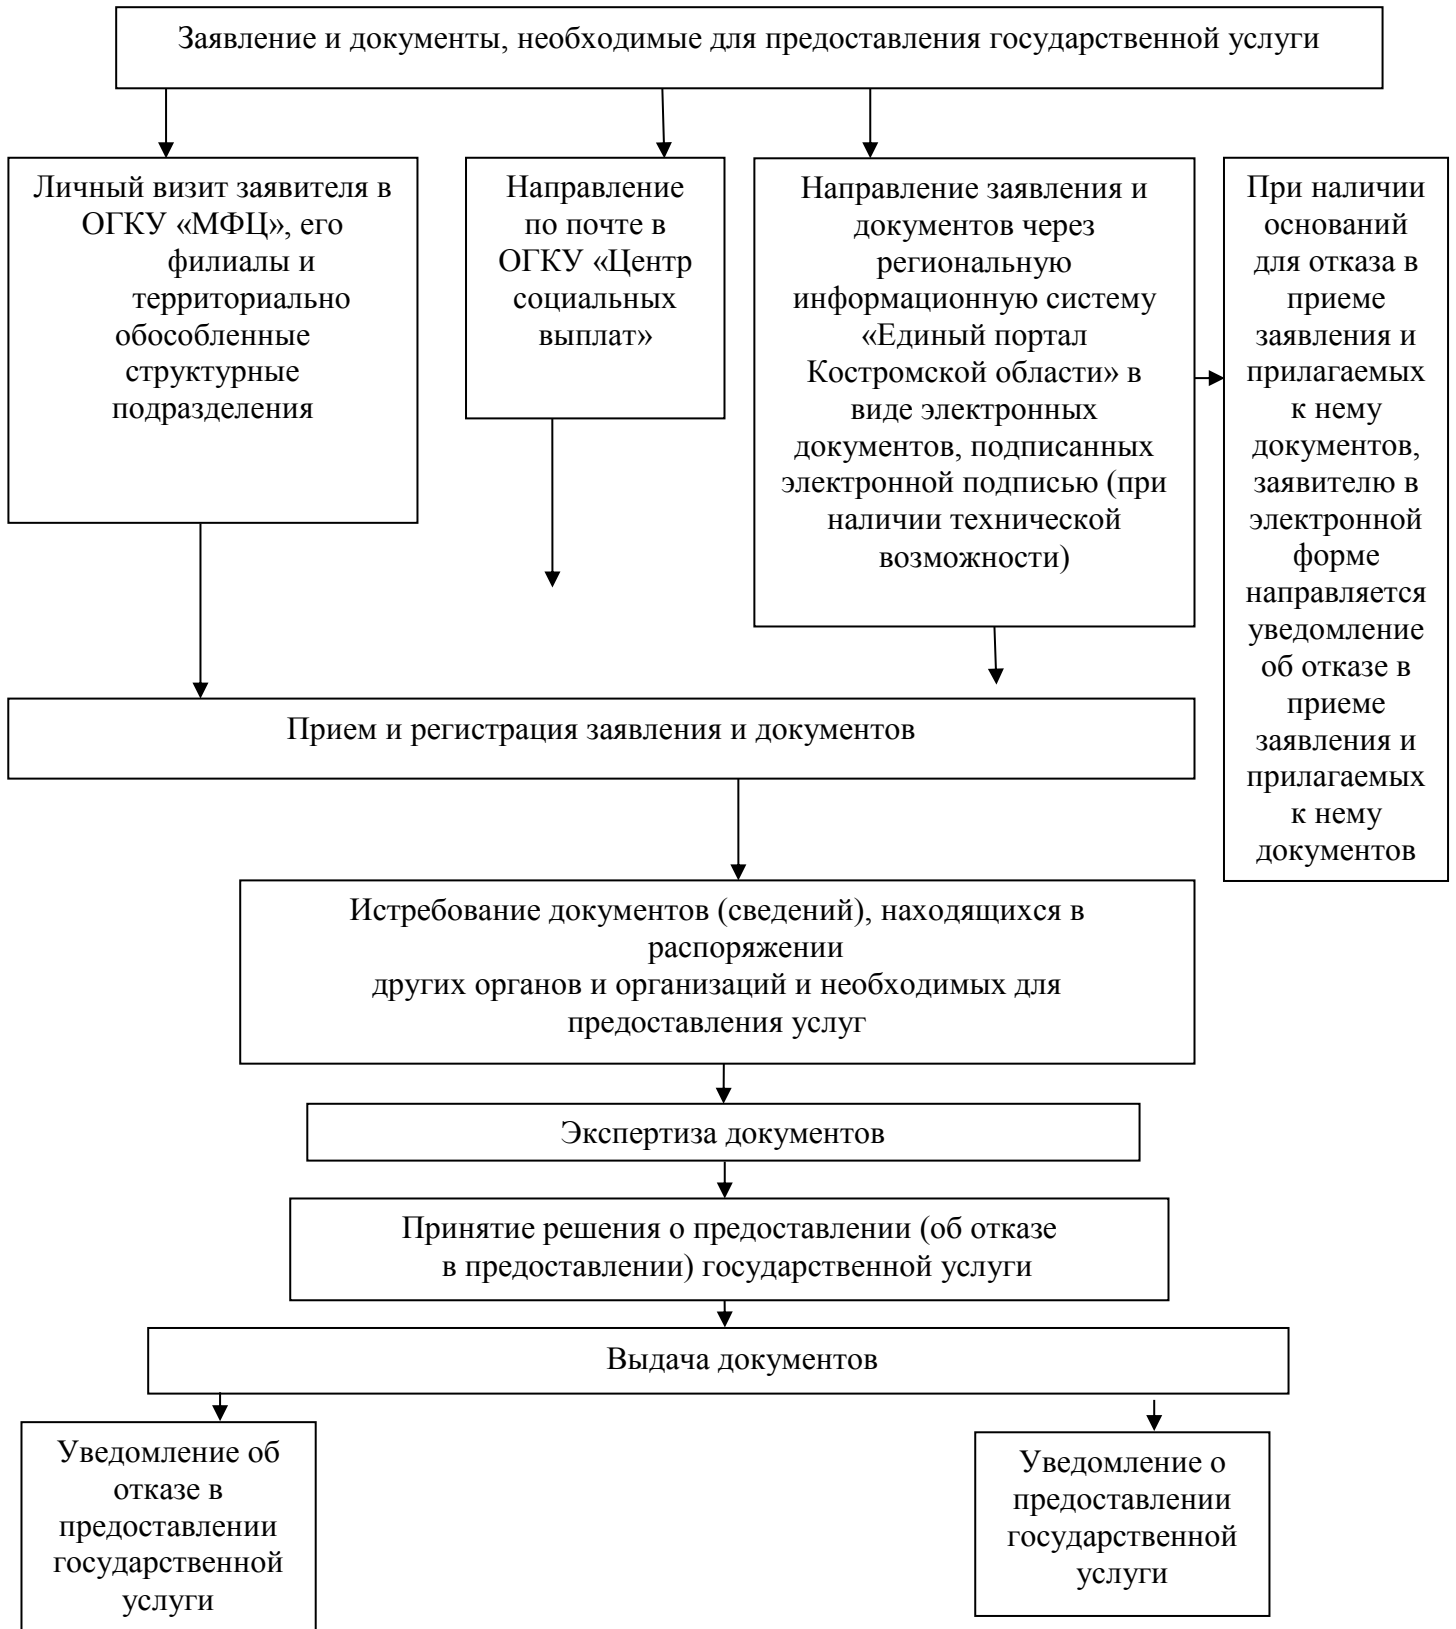 Заявление и документы, необходимые для предоставления государственной услуги
Личный визит заявителя в
ОГКУ «МФЦ», его
филиалы и
территориально
обособленные
структурные
подразделения
Направление
по почте в
ОГКУ «Центр
социальных
выплат»
Направление заявления и
документов через
региональную
информационную систему
«Единый портал
Костромской области» в
виде электронных
документов, подписанных
электронной подписью (при
наличии технической
возможности)
При наличии
оснований
для отказа в
приеме
заявления и
прилагаемых
к нему
документов,
заявителю в
электронной
форме
направляется
уведомление
об отказе в
приеме
заявления и
прилагаемых
к нему
документов
Прием и регистрация заявления и документов
Истребование документов (сведений), находящихся в
распоряжении
других органов и организаций и необходимых для
предоставления услуг
Экспертиза документов
Принятие решения о предоставлении (об отказе
в предоставлении) государственной услуги
Выдача документов
Уведомление об
отказе в
предоставлении
государственной
услуги
Уведомление о
предоставлении
государственной
услуги